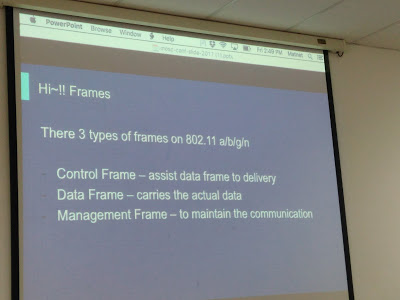 PowerPoint Browse Window Help
Fri 2:49 PM
Hi~!! Frames
There 3 types of frames on 802.11 a/b/g/n
Control Frame – assist data frame to delivery
Data Frame – carries the actual data
Management Frame – to maintain the communication